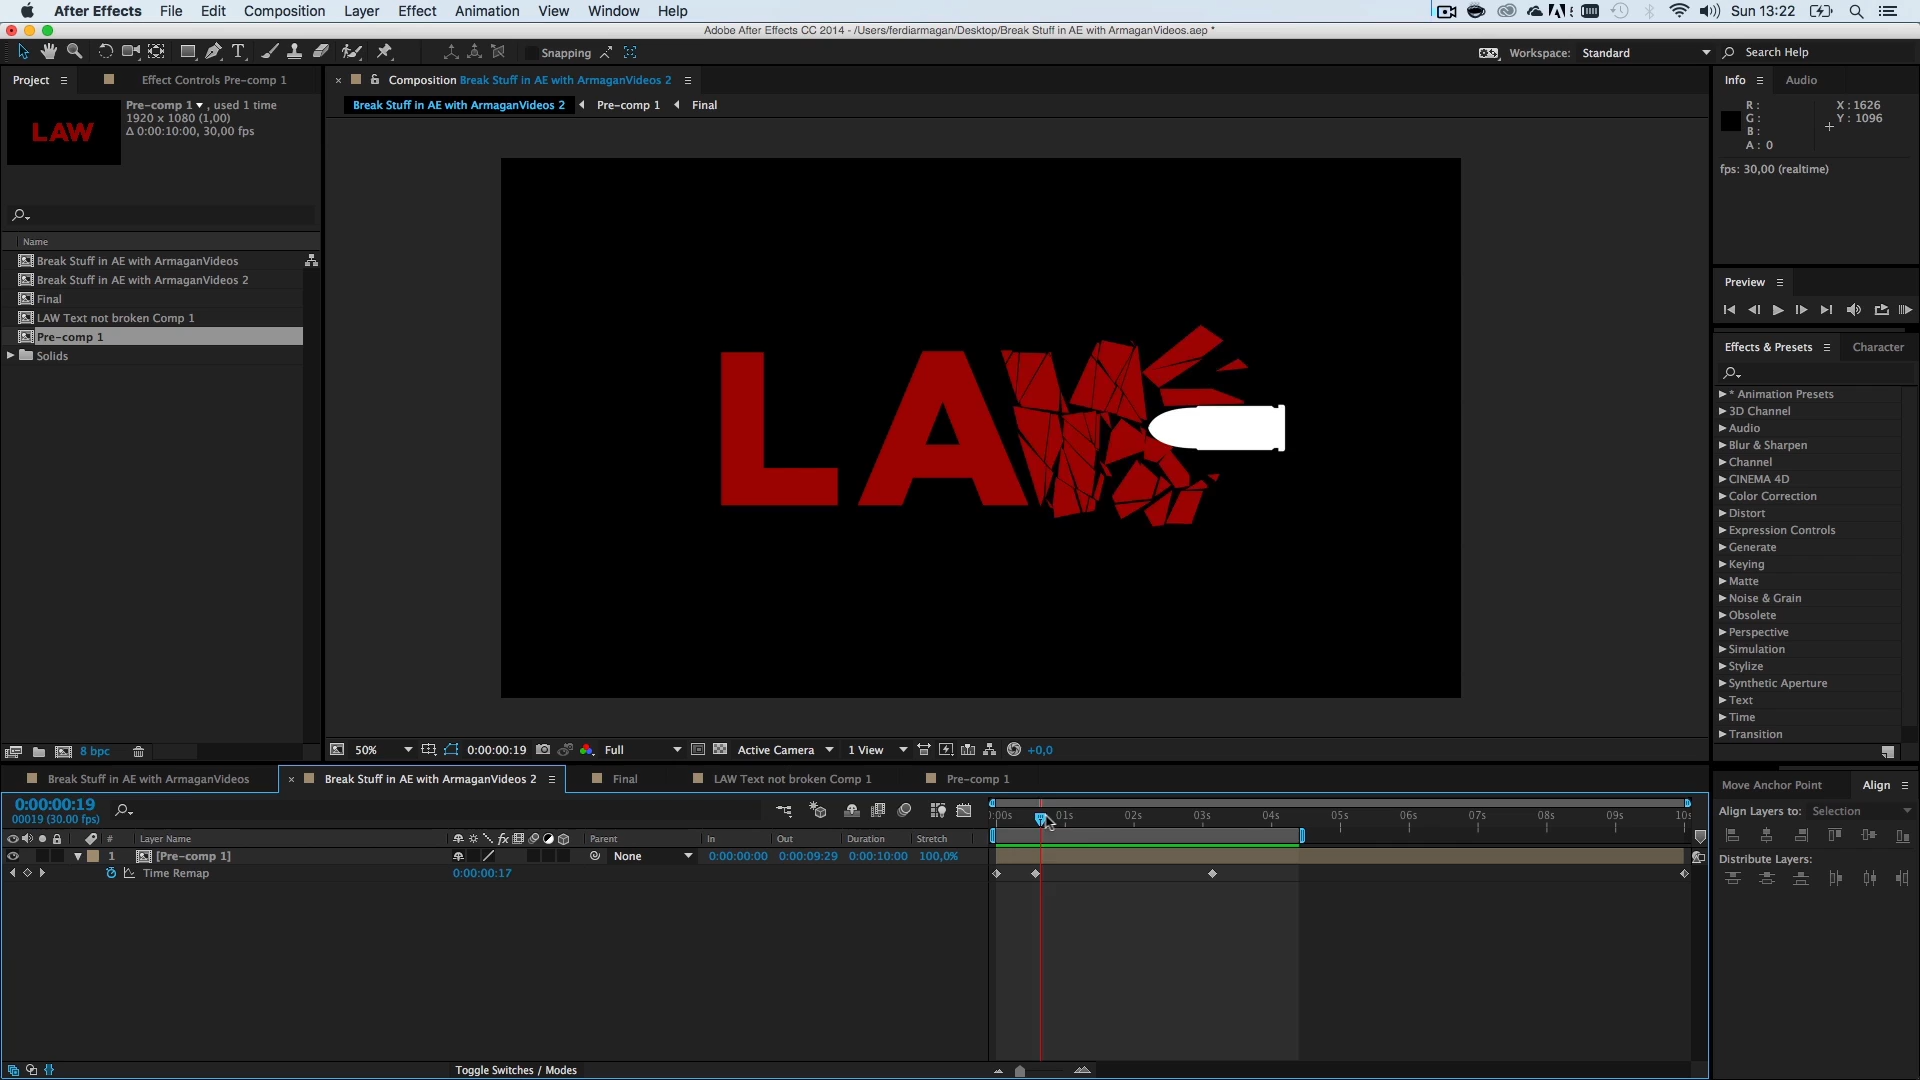 After Effects File Edit Composition Layer Effect Animation View Window Help
Sun 13:22
Adobe After Effects CC 2014 - /Users/ferdiarmagan/Desktop/Break Stuff in AE with ArmaganVideos.aep *
Snapping
Workspace: Standard
Search Help
Project
Effect Controls Pre-comp 1
Composition Break Stuff in AE with ArmaganVideos 2
Info
Audio
Break Stuff in AE with ArmaganVideos 2
Pre-comp 1
Final
Pre-comp 1 , used 1 time
1920 x 1080 (1,00)
Δ 0:00:10:00, 30,00 fps
LAW
R :
G :
B :
A : 0
X : 1626
Y : 1096
fps: 30,00 (realtime)
Name
Break Stuff in AE with ArmaganVideos
Break Stuff in AE with ArmaganVideos 2
Final
LAW Text not broken Comp 1
Pre-comp 1
Solids
LAW
Preview
Effects & Presets
Character
* Animation Presets
3D Channel
Audio
Blur & Sharpen
Channel
CINEMA 4D
Color Correction
Distort
Expression Controls
Generate
Keying
Matte
Noise & Grain
Obsolete
Perspective
Simulation
Stylize
Synthetic Aperture
Text
Time
Transition
8 bpc
50%
0:00:00:19
Full
Active Camera
1 View
+0,0
Break Stuff in AE with ArmaganVideos
Break Stuff in AE with ArmaganVideos 2
Final
LAW Text not broken Comp 1
Pre-comp 1
Move Anchor Point
Align
0:00:00:19
00019 (30.00 fps)
Align Layers to: Selection
Distribute Layers:
:00s 01s 02s 03s 04s 05s 06s 07s 08s 09s 10s
# Layer Name Parent In Out Duration Stretch
1 [Pre-comp 1] None 0:00:00:00 0:00:09:29 0:00:10:00 100,0%
Time Remap 0:00:00:17
Toggle Switches / Modes